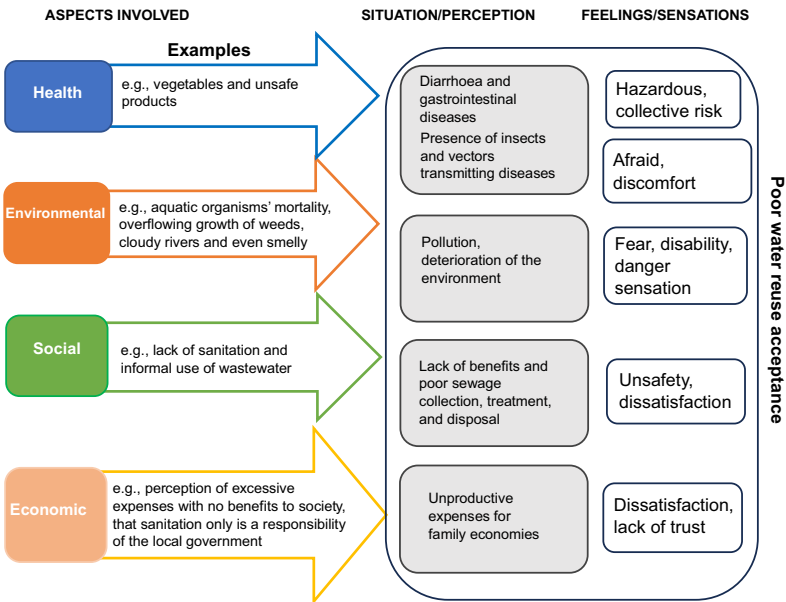 ASPECTS INVOLVED
SITUATION/PERCEPTION
FEELINGS/SENSATIONS
Examples
Health
e.g., vegetables and unsafe
products
Diarrhoea and
gastrointestinal
diseases
Presence of insects
and vectors
transmitting diseases
Hazardous,
collective risk
Afraid,
discomfort
Environmental
e.g., aquatic organisms’ mortality,
overflowing growth of weeds,
cloudy rivers and even smelly
Pollution,
deterioration of the
environment
Fear, disability,
danger
sensation
Social
e.g., lack of sanitation and
informal use of wastewater
Lack of benefits and
poor sewage
collection, treatment,
and disposal
Unsafety,
dissatisfaction
Economic
e.g., perception of excessive
expenses with no benefits to society,
that sanitation only is a responsibility
of the local government
Unproductive
expenses for
family economies
Dissatisfaction,
lack of trust
Poor water reuse acceptance